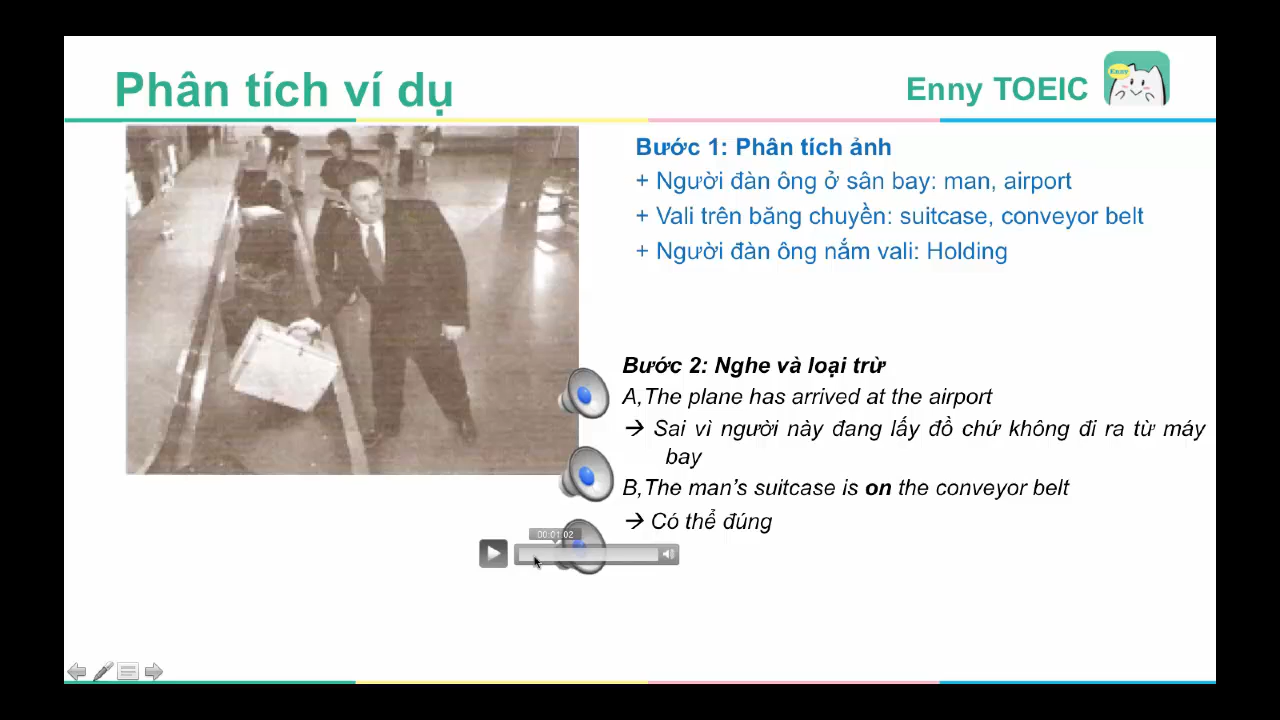 Phân tích ví dụ
Enny TOEIC
Enny
Bước 1: Phân tích ảnh
+ Người đàn ông ở sân bay: man, airport
+ Vali trên băng chuyền: suitcase, conveyor belt
+ Người đàn ông nắm vali: Holding
Bước 2: Nghe và loại trừ
A,The plane has arrived at the airport
→ Sai vì người này đang lấy đồ chứ không đi ra từ máy
bay
B,The man's suitcase is on the conveyor belt
→ Có thể đúng
00:01.02